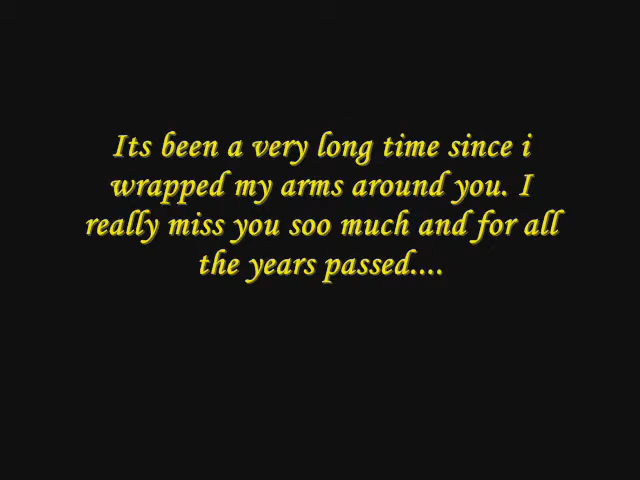 Its been a very long time since i
wrapped my arms around you. I
really miss you soo much and for all
the years passed....